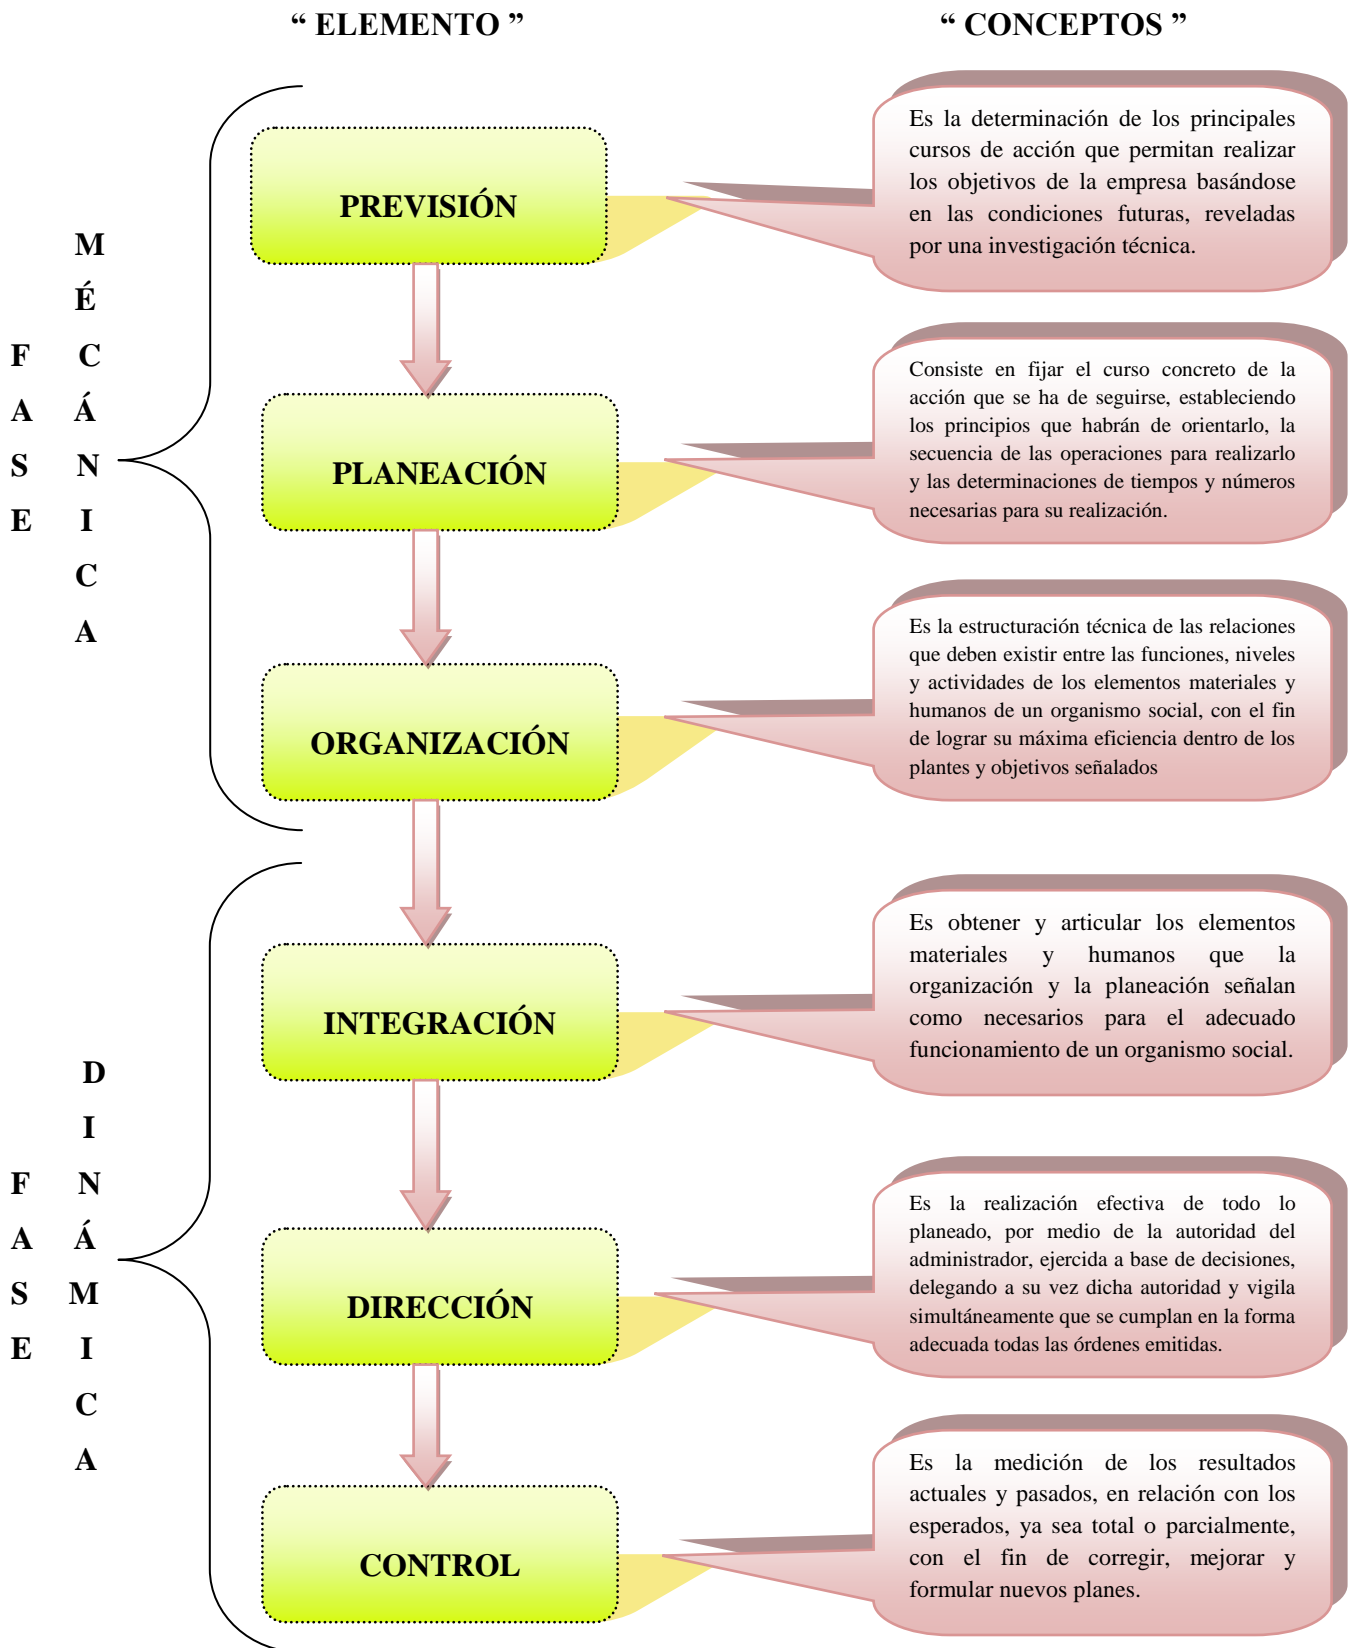 “ ELEMENTO ”
“ CONCEPTOS ”
FASE
MÉCÁNICA
PREVISIÓN
Es la determinación de los principales
cursos de acción que permitan realizar
los objetivos de la empresa basándose
en las condiciones futuras, reveladas
por una investigación técnica.
PLANEACIÓN
Consiste en fijar el curso concreto de la
acción que se ha de seguirse, estableciendo
los principios que habrán de orientarlo, la
secuencia de las operaciones para realizarlo
y las determinaciones de tiempos y números
necesarias para su realización.
ORGANIZACIÓN
Es la estructuración técnica de las relaciones
que deben existir entre las funciones, niveles
y actividades de los elementos materiales y
humanos de un organismo social, con el fin
de lograr su máxima eficiencia dentro de los
plantes y objetivos señalados
FASE
DINÁMICA
INTEGRACIÓN
Es obtener y articular los elementos
materiales y humanos que la
organización y la planeación señalan
como necesarios para el adecuado
funcionamiento de un organismo social.
DIRECCIÓN
Es la realización efectiva de todo lo
planeado, por medio de la autoridad del
administrador, ejercida a base de decisiones,
delegando a su vez dicha autoridad y vigila
simultáneamente que se cumplan en la forma
adecuada todas las órdenes emitidas.
CONTROL
Es la medición de los resultados
actuales y pasados, en relación con los
esperados, ya sea total o parcialmente,
con el fin de corregir, mejorar y
formular nuevos planes.